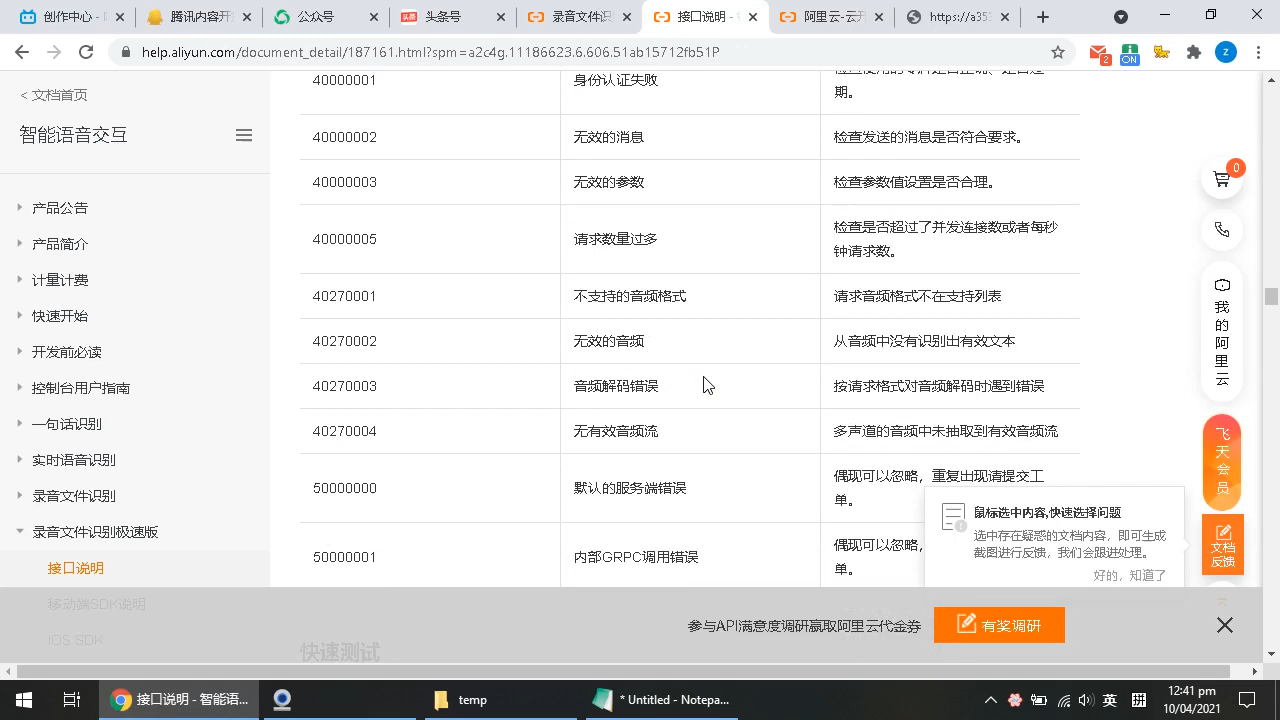 创作中心
腾讯内容开
公众号
头条
头条号
录音文件识
接口说明 -
阿里云-云开
https://a2
help.aliyun.com/document_detail/187161.html?spm=a2c4g.11186623.6.606.51ab15712fb51P
2
ON
Z
< 文档首页
智能语音交互
产品公告
产品简介
计量计费
快速开始
开发前必读
控制台用户指南
一句话识别
实时语音识别
录音文件识别
录音文件识别极速版
接口说明
移动端SDK说明
iOS SDK
40000001 身份认证失败
期。
40000002 无效的消息 检查发送的消息是否符合要求。
40000003 无效的参数 检查参数值设置是否合理。
40000005 请求数量过多 检查是否超过了并发连接数或者每秒
钟请求数。
40270001 不支持的音频格式 请求音频格式不在支持列表
40270002 无效的音频 从音频中没有识别出有效文本
40270003 音频解码错误 按请求格式对音频解码时遇到错误
40270004 无有效音频流 多声道的音频中未抽取到有效音频流
50000000 默认的服务端错误 偶现可以忽略，重复出现请提交工
单。
50000001 内部GRPC调用错误 偶现可以忽略，
单。
快速测试
0
我的阿里云
飞天会员
文档
反馈
鼠标选中内容,快速选择问题
选中存在疑惑的文档内容，即可生成
截图进行反馈，我们会跟进处理。
好的，知道了
参与API满意度调研赢取阿里云代金券
有奖调研
接口说明 - 智能语...
temp
* Untitled - Notepa...
英
拼
12:41 pm
10/04/2021